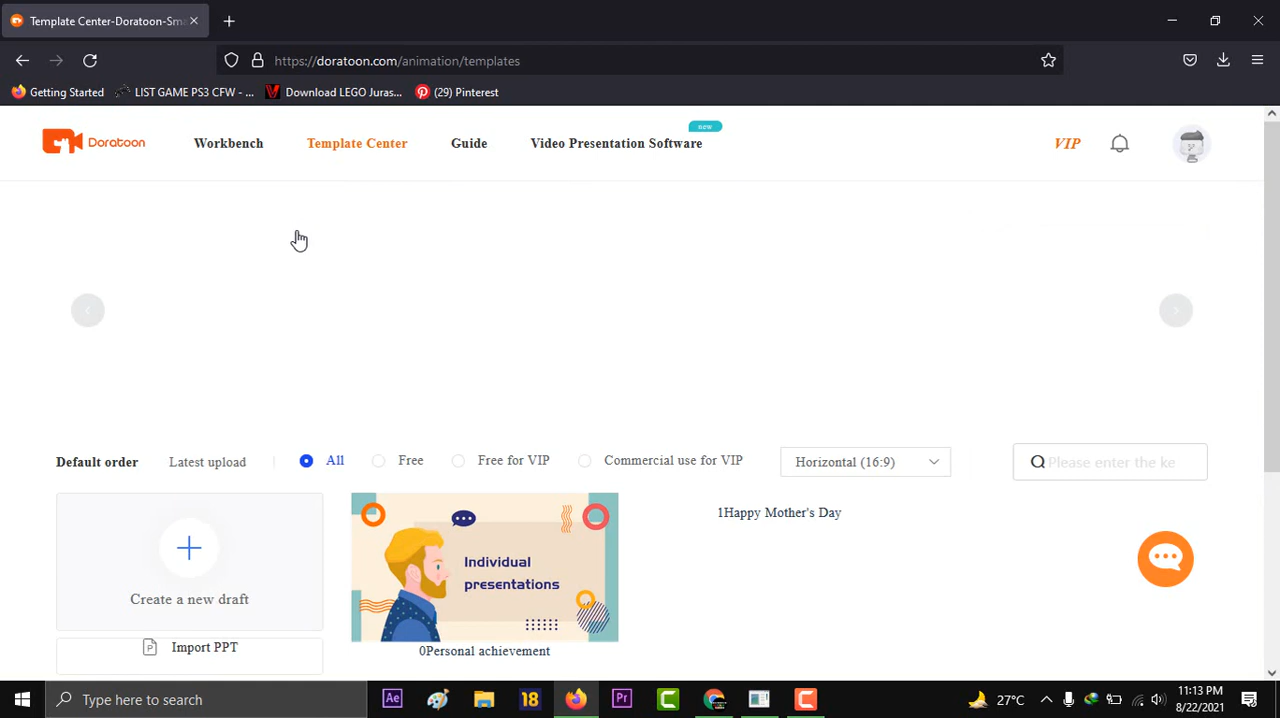 Template Center-Doratoon-Sma
https://doratoon.com/animation/templates
Getting Started
LIST GAME PS3 CFW - ...
Download LEGO Juras...
(29) Pinterest
Doratoon
Workbench
Template Center
Guide
Video Presentation Software
new
VIP
Default order
Latest upload
All
Free
Free for VIP
Commercial use for VIP
Horizontal (16:9)
Please enter the ke
Create a new draft
Import PPT
Individual
presentations
0Personal achievement
1Happy Mother's Day
Type here to search
Ae
18
Pr
27°C
11:13 PM
8/22/2021